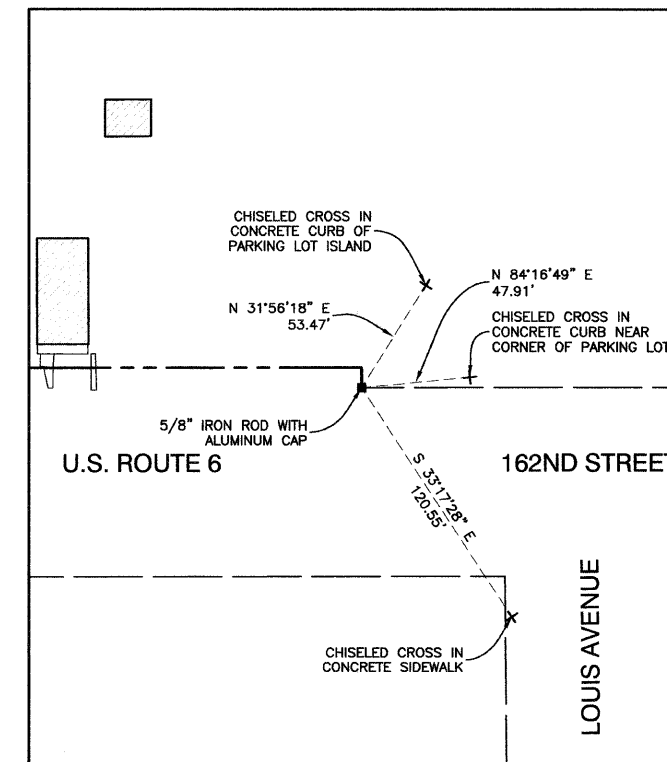 CHISELED CROSS IN
CONCRETE CURB OF
PARKING LOT ISLAND
N 84°16'49" E
47.91'
N 31°56'18" E
53.47'
CHISELED CROSS IN
CONCRETE CURB NEAR
CORNER OF PARKING LOT
5/8" IRON ROD WITH
ALUMINUM CAP
U.S. ROUTE 6
162ND STREET
S 33°17'28" E
120.55'
LOUIS AVENUE
CHISELED CROSS IN
CONCRETE SIDEWALK